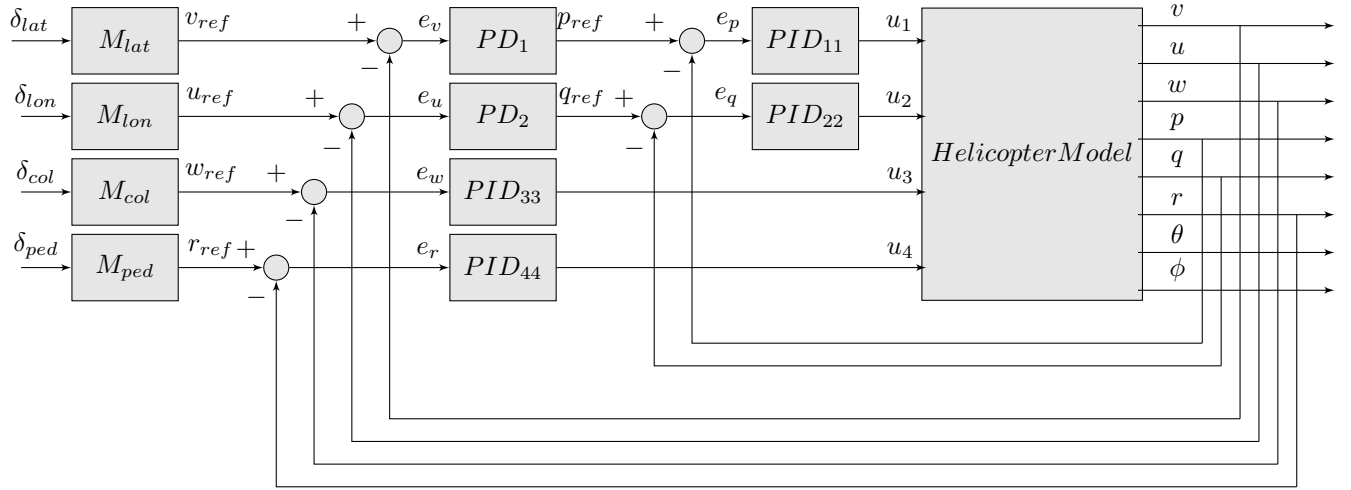 δ_lat M_lat v_ref + − e_v PD_1 p_ref + − e_p PID_11 u_1
δ_lon M_lon u_ref + − e_u PD_2 q_ref + − e_q PID_22 u_2
δ_col M_col w_ref + − e_w PID_33 u_3
δ_ped M_ped r_ref + − e_r PID_44 u_4
HelicopterModel
v
u
w
p
q
r
θ
ϕ